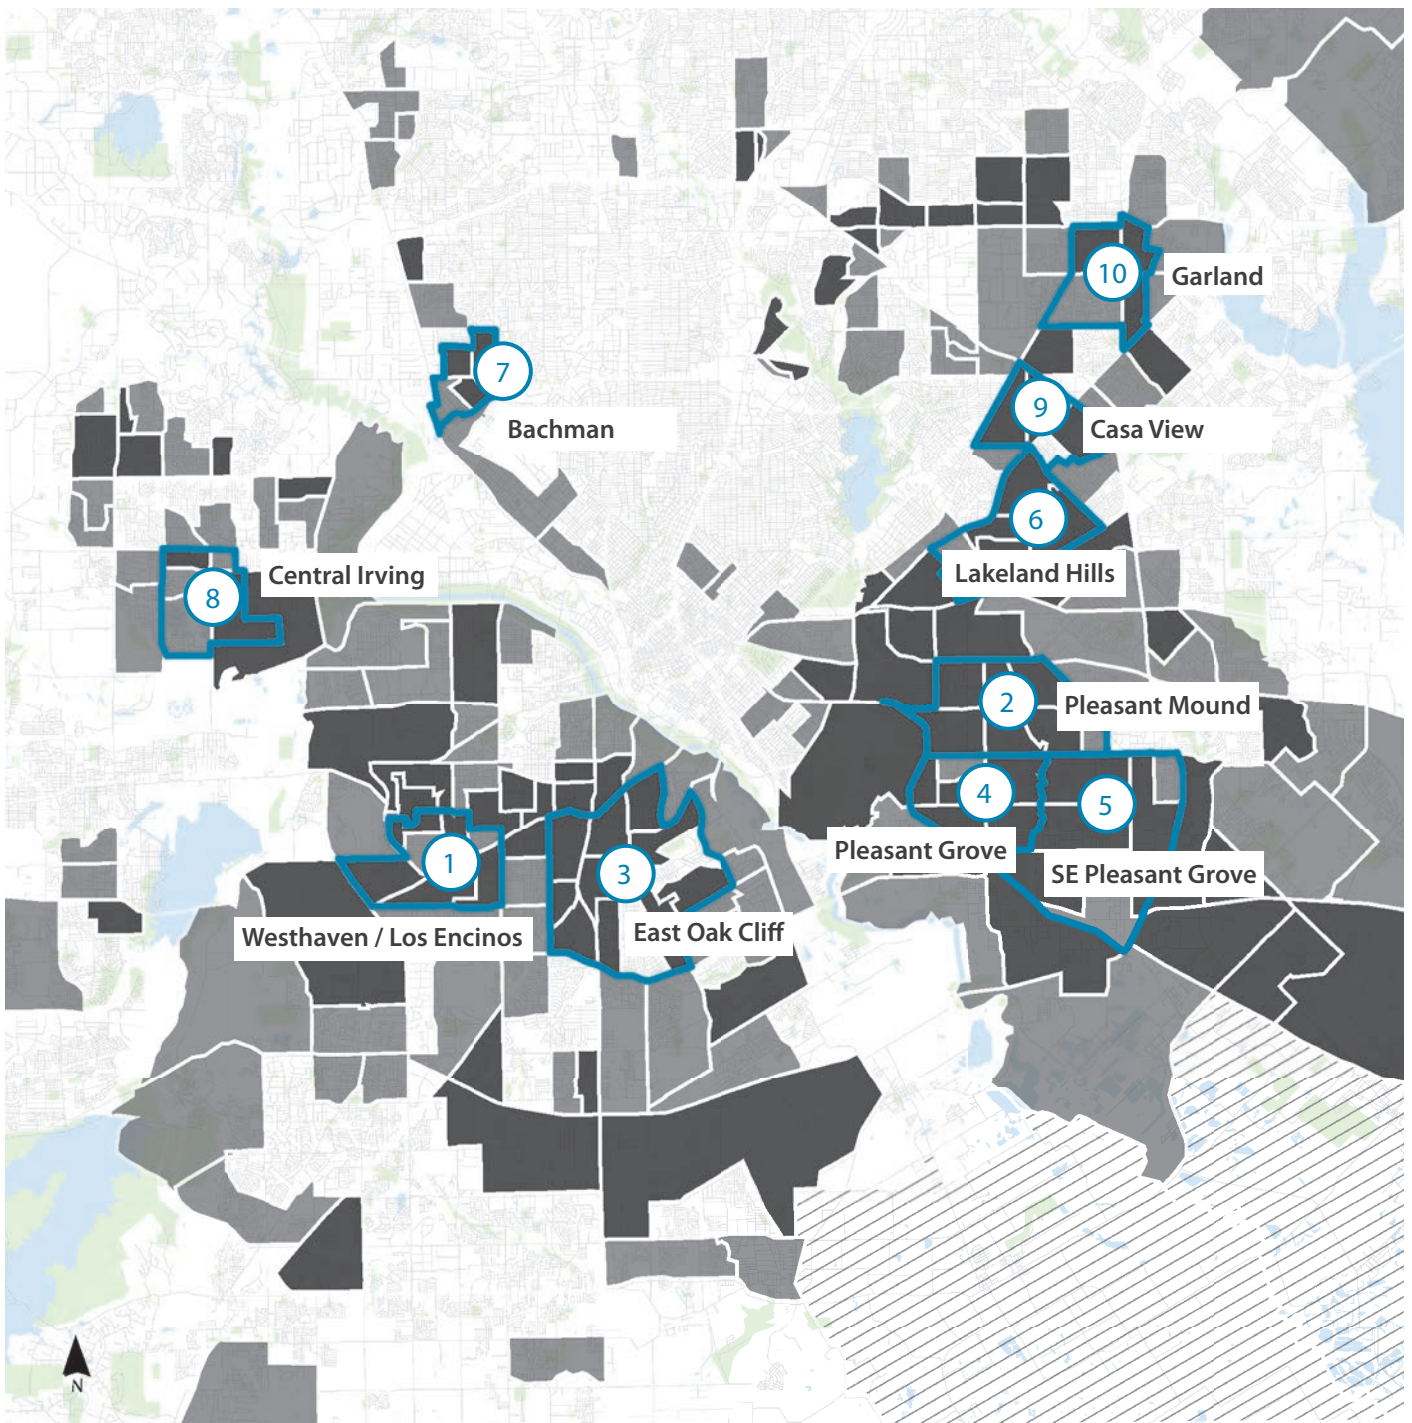 10
Garland
7
Bachman
9
Casa View
6
Lakeland Hills
8
Central Irving
2
Pleasant Mound
4
5
Pleasant Grove
SE Pleasant Grove
1
Westhaven / Los Encinos
3
East Oak Cliff
N